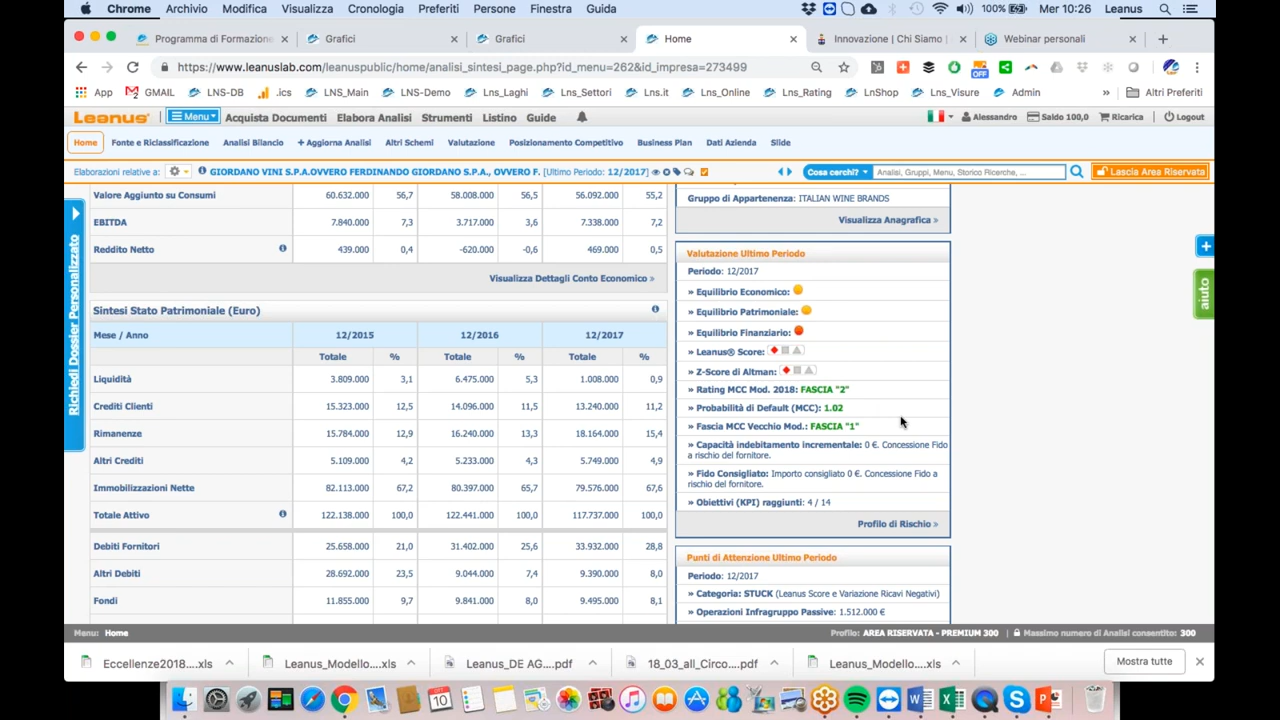 Chrome Archivio Modifica Visualizza Cronologia Preferiti Persone Finestra Guida 100% Mer 10:26 Leanus
Programma di Formazione × Grafici × Grafici × Home × Innovazione | Chi Siamo | × Webinar personali × +
https://www.leanuslab.com/leanuspublic/home/analisi_sintesi_page.php?id_menu=262&id_impresa=273499
App GMAIL LNS-DB .ics LNS_Main LNS-Demo Lns_Laghi Lns_Settori Lns.it Lns_Online Lns_Rating LnShop Lns_Visure Admin » Altri Preferiti
Leanus® Menu Acquista Documenti Elabora Analisi Strumenti Listino Guide Alessandro Saldo 100,0 Ricarica Logout
Home Fonte e Riclassificazione Analisi Bilancio + Aggiorna Analisi Altri Schemi Valutazione Posizionamento Competitivo Business Plan Dati Azienda Slide
Elaborazioni relative a: GIORDANO VINI S.P.A.OVVERO FERDINANDO GIORDANO S.P.A., OVVERO F. [Ultimo Periodo: 12/2017] Cosa cerchi? Analisi, Gruppi, Menu, Storico Ricerche, ... Lascia Area Riservata
Valore Aggiunto su Consumi 60.632.000 56,7 58.008.000 56,5 56.092.000 55,2
EBITDA 7.840.000 7,3 3.717.000 3,6 7.338.000 7,2
Reddito Netto 439.000 0,4 -620.000 -0,6 469.000 0,5
Visualizza Dettagli Conto Economico »
Sintesi Stato Patrimoniale (Euro)
Mese / Anno 12/2015 12/2016 12/2017
Totale % Totale % Totale %
Liquidità 3.809.000 3,1 6.475.000 5,3 1.008.000 0,9
Crediti Clienti 15.323.000 12,5 14.096.000 11,5 13.240.000 11,2
Rimanenze 15.784.000 12,9 16.240.000 13,3 18.164.000 15,4
Altri Crediti 5.109.000 4,2 5.233.000 4,3 5.749.000 4,9
Immobilizzazioni Nette 82.113.000 67,2 80.397.000 65,7 79.576.000 67,6
Totale Attivo 122.138.000 100,0 122.441.000 100,0 117.737.000 100,0
Debiti Fornitori 25.658.000 21,0 31.402.000 25,6 33.932.000 28,8
Altri Debiti 28.692.000 23,5 9.044.000 7,4 9.390.000 8,0
Fondi 11.855.000 9,7 9.841.000 8,0 9.495.000 8,1
Gruppo di Appartenenza: ITALIAN WINE BRANDS
Visualizza Anagrafica »
Valutazione Ultimo Periodo
Periodo: 12/2017
» Equilibrio Economico:
» Equilibrio Patrimoniale:
» Equilibrio Finanziario:
» Leanus® Score:
» Z-Score di Altman:
» Rating MCC Mod. 2018: FASCIA "2"
» Probabilità di Default (MCC): 1.02
» Fascia MCC Vecchio Mod.: FASCIA "1"
» Capacità indebitamento incrementale: 0 €. Concessione Fido
a rischio del fornitore.
» Fido Consigliato: Importo consigliato 0 €. Concessione Fido a
rischio del fornitore.
» Obiettivi (KPI) raggiunti: 4 / 14
Profilo di Rischio »
Punti di Attenzione Ultimo Periodo
Periodo: 12/2017
» Categoria: STUCK (Leanus Score e Variazione Ricavi Negativi)
» Operazioni Infragruppo Passive: 1.512.000 €
Richiedi Dossier Personalizzato
+
aiuto
Menu: Home Profilo: AREA RISERVATA - PREMIUM 300 | Massimo numero di Analisi consentito: 300
Eccellenze2018....xls Leanus_Modello....xls Leanus_DE AG....pdf 18_03_all_Circo....pdf Leanus_Modello....xls Mostra tutte ×
10